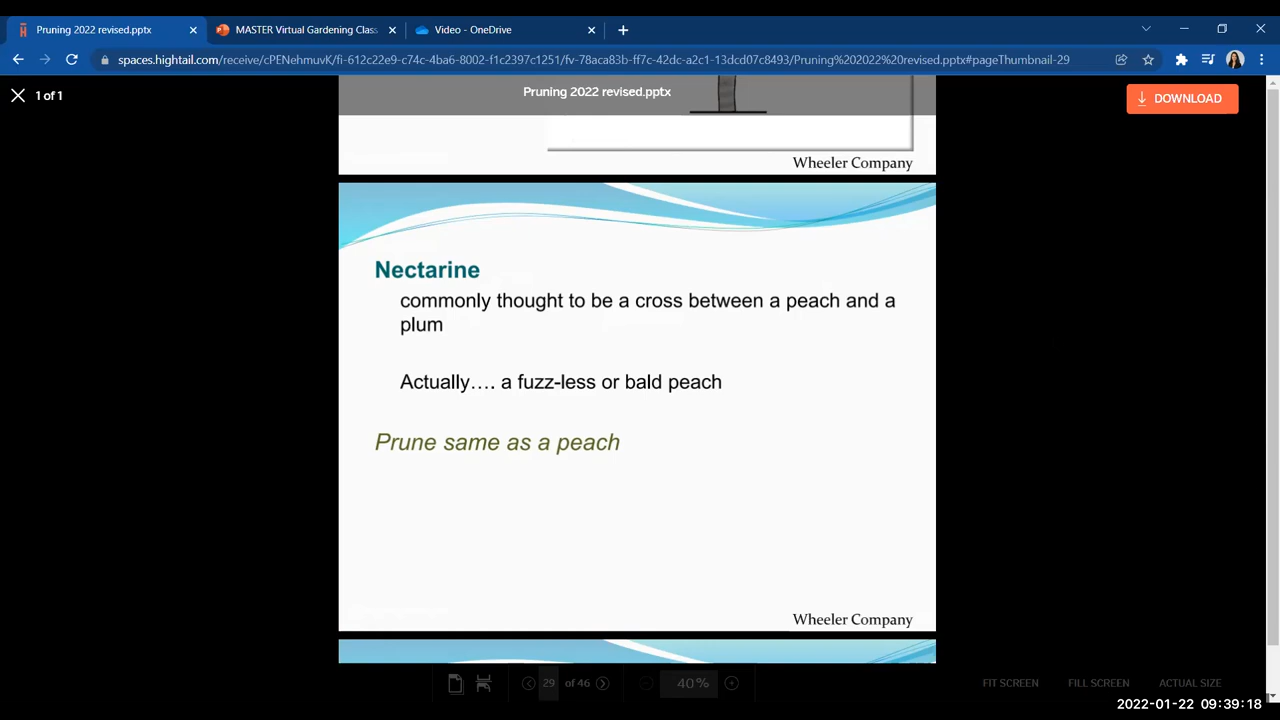 Pruning 2022 revised.pptx
MASTER Virtual Gardening Class
Video - OneDrive
spaces.hightail.com/receive/cPENehmuvK/fi-612c22e9-c74c-4ba6-8002-f1c2397c1251/fv-78aca83b-ff7c-42dc-a2c1-13dcd07c8493/Pruning%202022%20revised.pptx#pageThumbnail-29
1 of 1
Pruning 2022 revised.pptx
DOWNLOAD
Wheeler Company
Nectarine
commonly thought to be a cross between a peach and a
plum
Actually…. a fuzz-less or bald peach
Prune same as a peach
Wheeler Company
29 of 46
40 %
FIT SCREEN
FILL SCREEN
ACTUAL SIZE
2022-01-22 09:39:18